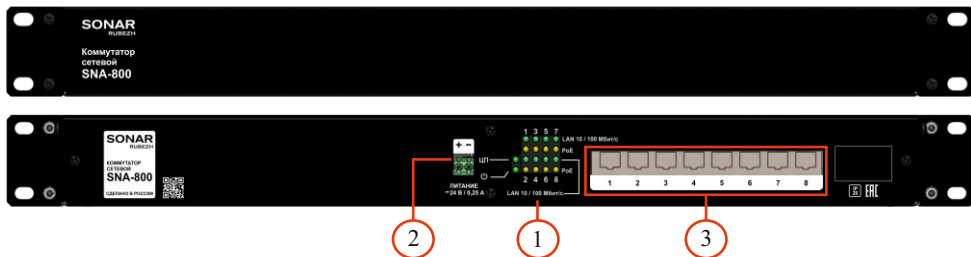 SONAR
RUBEZH
Коммутатор
сетевой
SNA-800
SONAR
RUBEZH
КОММУТАТОР
СЕТЕВОЙ
SNA-800
СДЕЛАНО В РОССИИ
+ −
ПИТАНИЕ
⎓24 В / 0,25 А
1 3 5 7
LAN 10 / 100 Мбит/с
PoE
ЦП
PoE
2 4 6 8
LAN 10 / 100 Мбит/с
1 2 3 4 5 6 7 8
IP
20
EAC
2
1
3